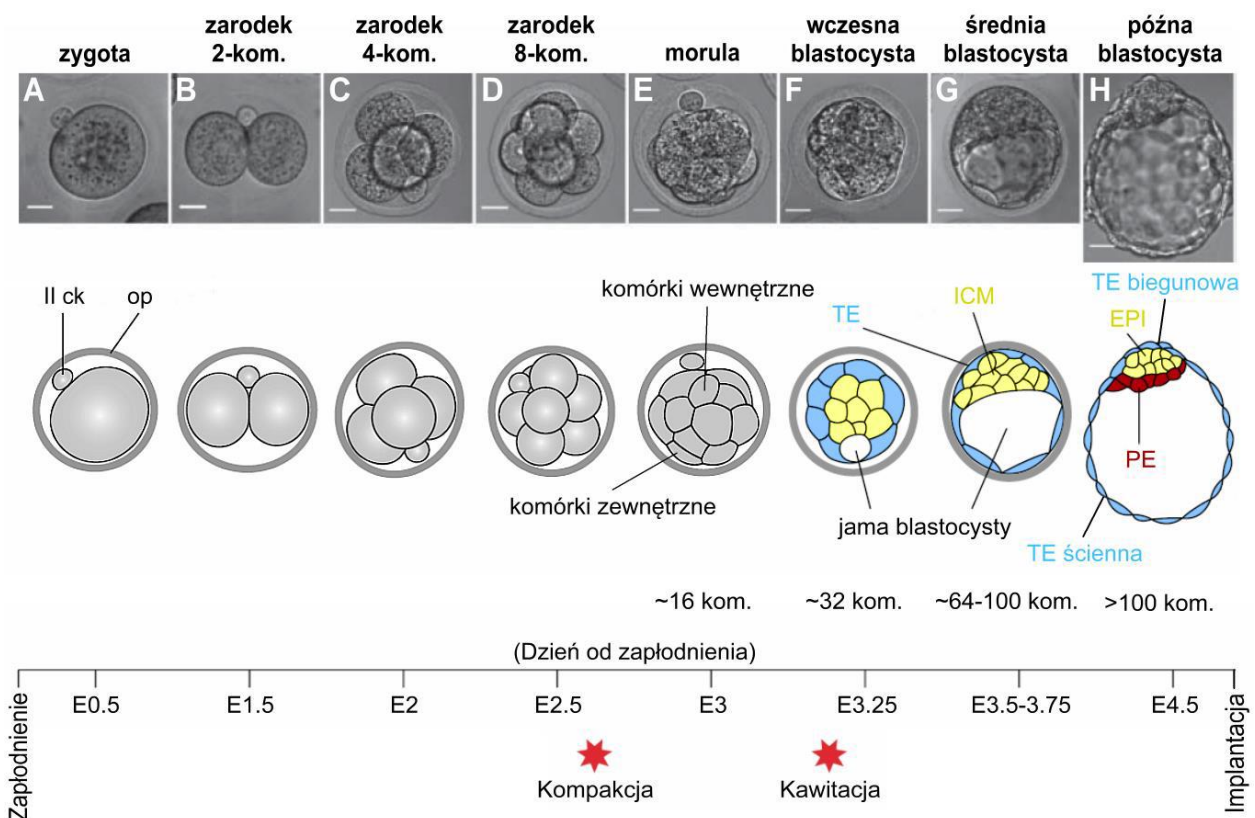 zygota
zarodek
2-kom.
zarodek
4-kom.
zarodek
8-kom.
morula
wczesna
blastocysta
średnia
blastocysta
późna
blastocysta
A
B
C
D
E
F
G
H
II ck
op
komórki wewnętrzne
komórki zewnętrzne
TE
ICM
TE biegunowa
EPI
PE
jama blastocysty
TE ścienna
~16 kom.
~32 kom.
~64-100 kom.
>100 kom.
(Dzień od zapłodnienia)
Zapłodnienie
E0.5
E1.5
E2
E2.5
E3
E3.25
E3.5-3.75
E4.5
Implantacja
Kompakcja
Kawitacja